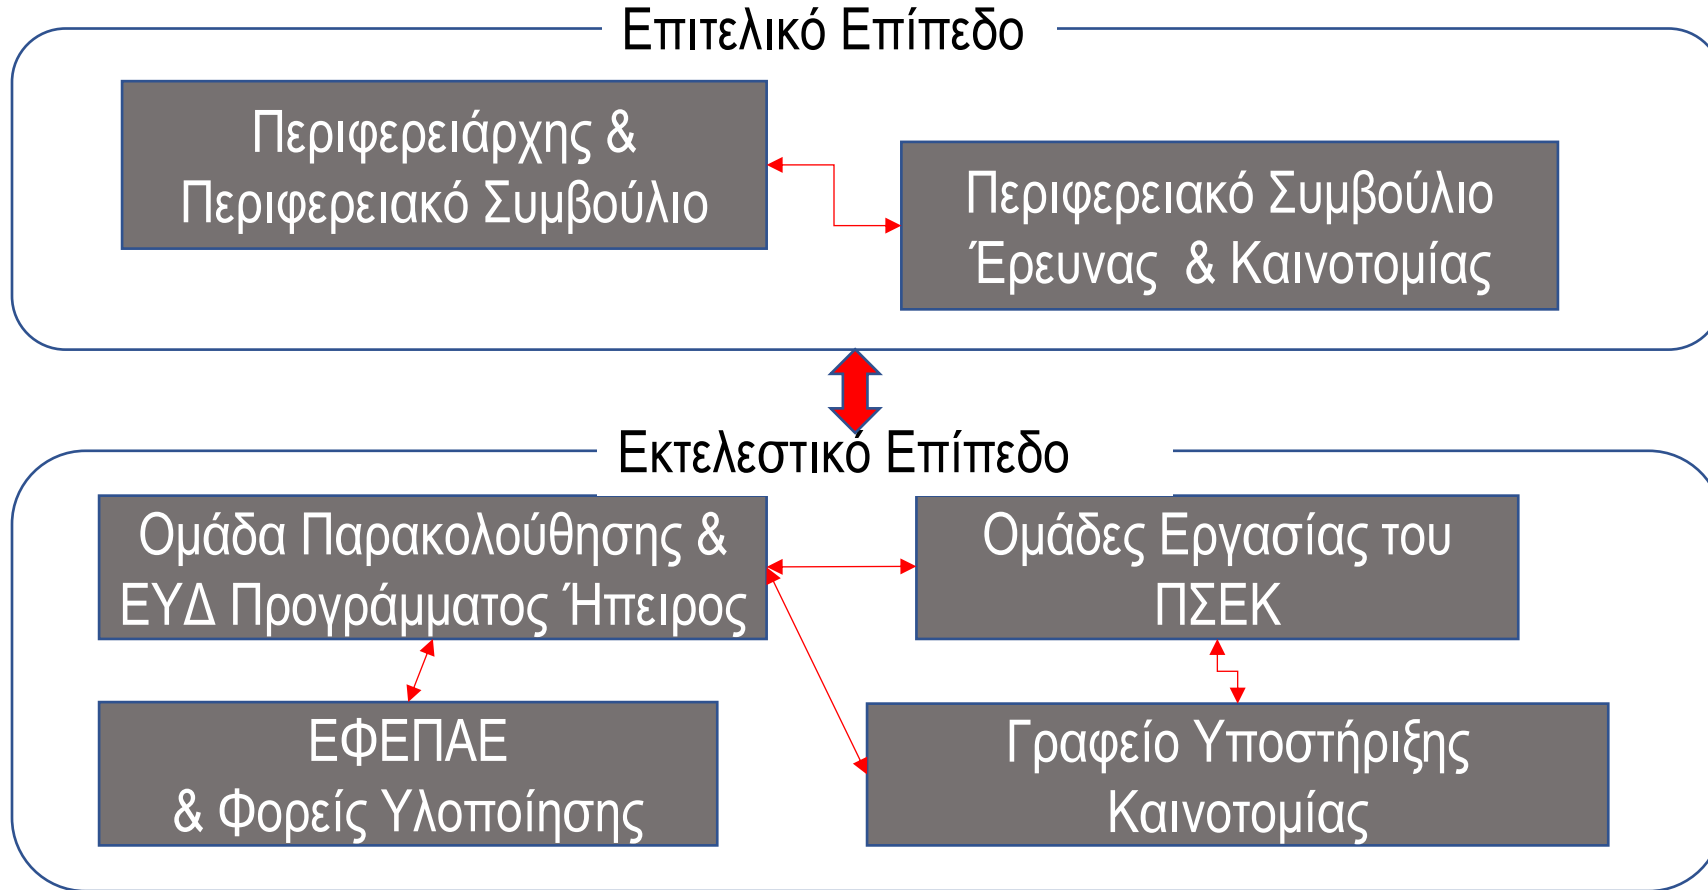 Επιτελικό Επίπεδο
Περιφερειάρχης &
Περιφερειακό Συμβούλιο
Περιφερειακό Συμβούλιο
Έρευνας & Καινοτομίας
Εκτελεστικό Επίπεδο
Ομάδα Παρακολούθησης &
ΕΥΔ Προγράμματος Ήπειρος
Ομάδες Εργασίας του
ΠΣΕΚ
ΕΦΕΠΑΕ
& Φορείς Υλοποίησης
Γραφείο Υποστήριξης
Καινοτομίας